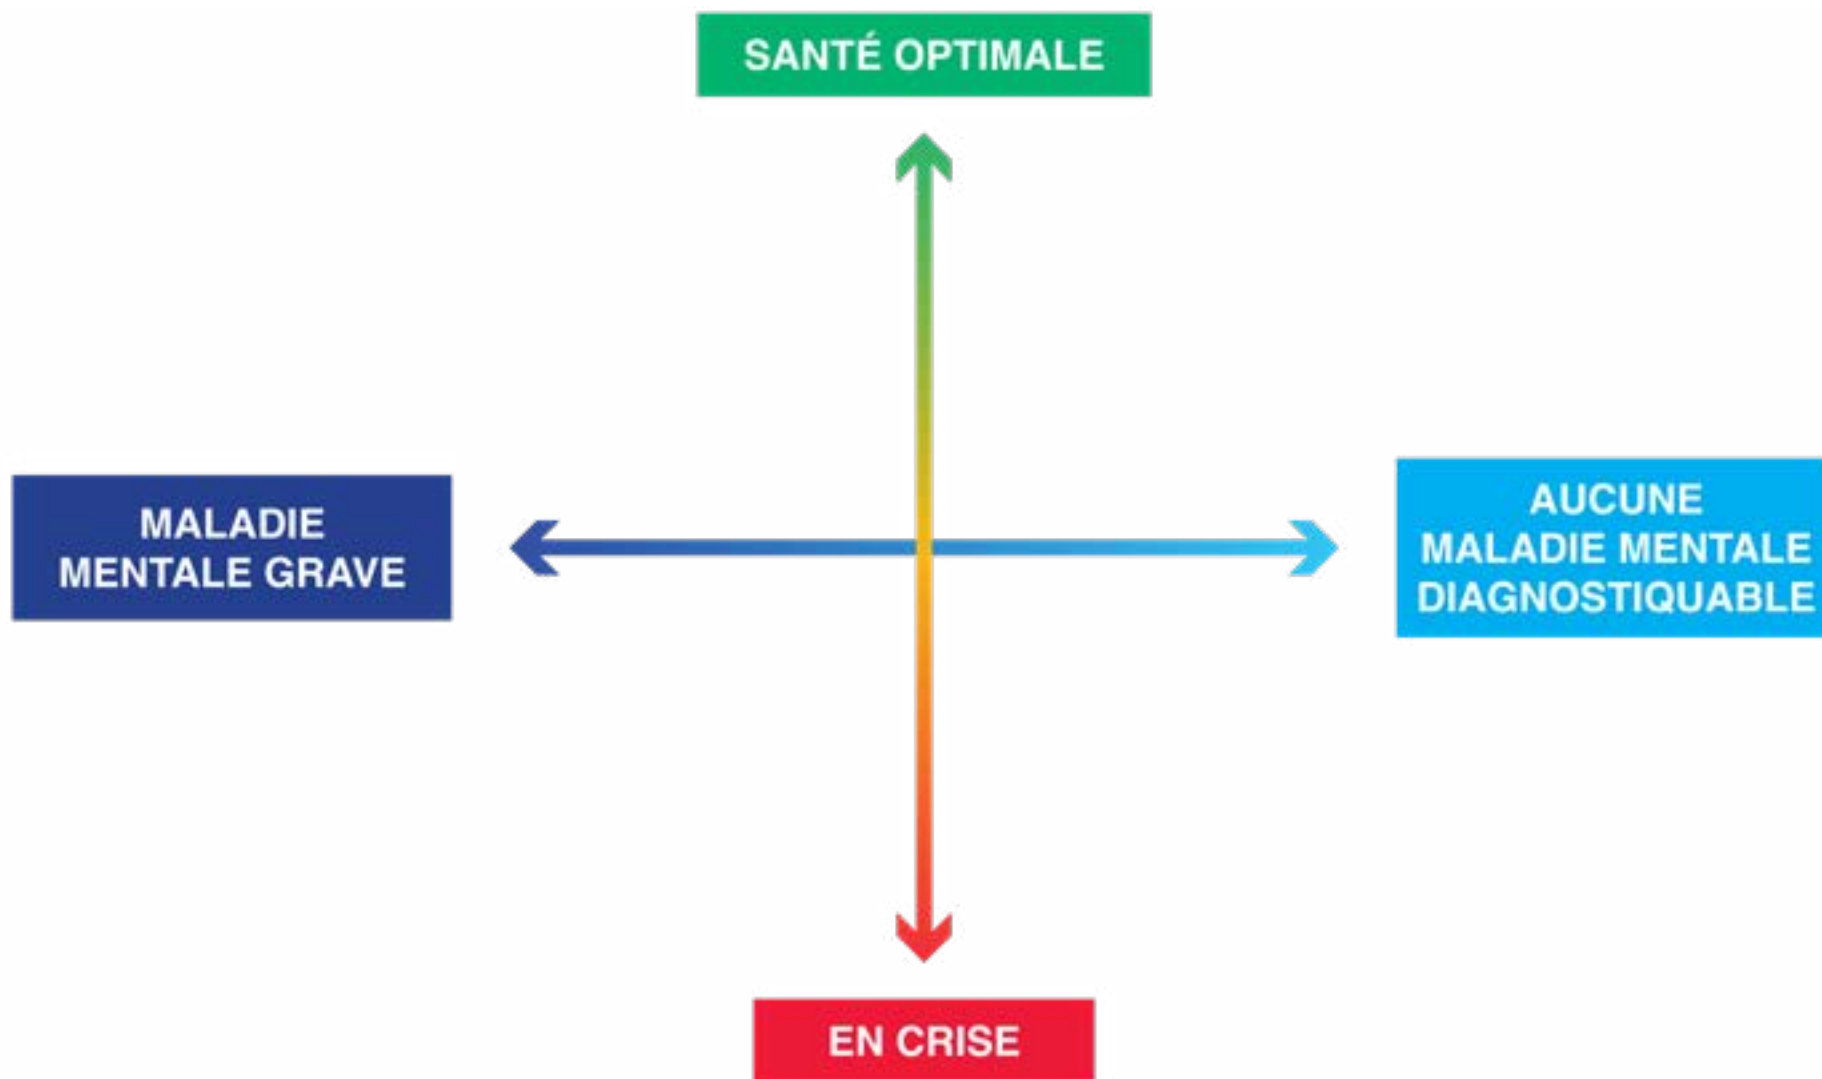 SANTÉ OPTIMALE
MALADIE
MENTALE GRAVE
AUCUNE
MALADIE MENTALE
DIAGNOSTIQUABLE
EN CRISE